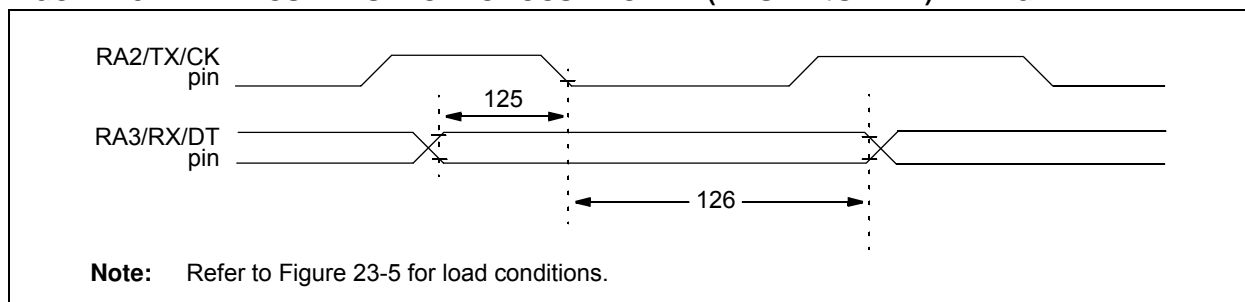 RA2/TX/CK
pin
125
RA3/RX/DT
pin
126
Note: Refer to Figure 23-5 for load conditions.